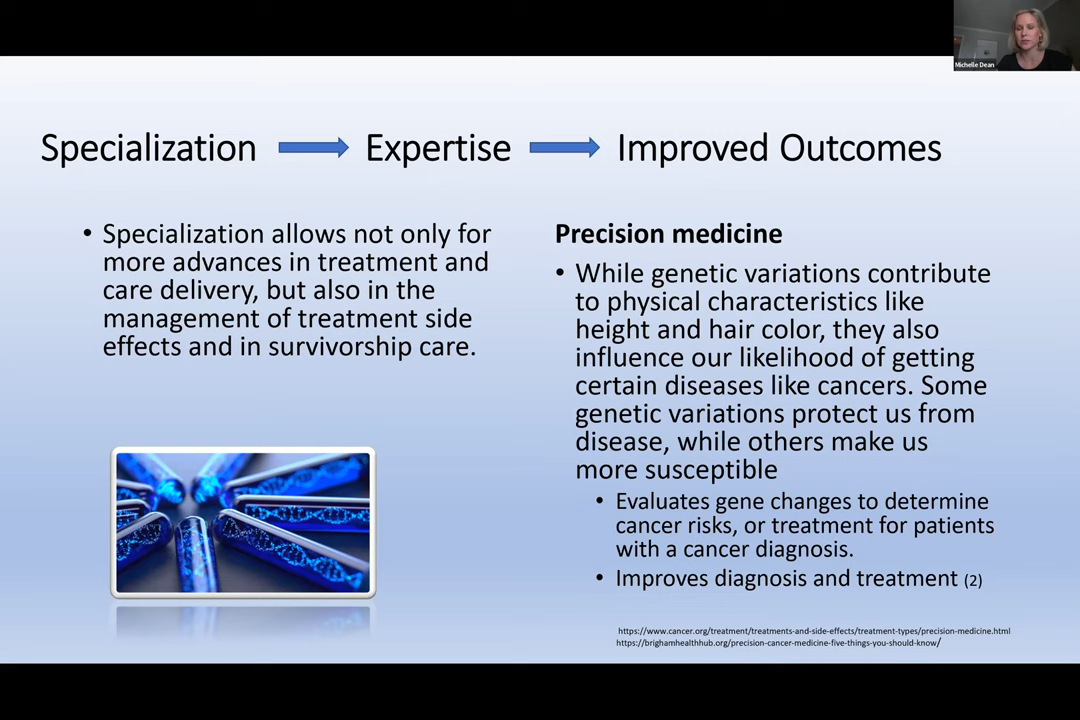 Michelle Dean
Specialization
Expertise
Improved Outcomes
• Specialization allows not only for
more advances in treatment and
care delivery, but also in the
management of treatment side
effects and in survivorship care.
Precision medicine
• While genetic variations contribute
to physical characteristics like
height and hair color, they also
influence our likelihood of getting
certain diseases like cancers. Some
genetic variations protect us from
disease, while others make us
more susceptible
• Evaluates gene changes to determine
cancer risks, or treatment for patients
with a cancer diagnosis.
• Improves diagnosis and treatment (2)
https://www.cancer.org/treatment/treatments-and-side-effects/treatment-types/precision-medicine.html
https://brighamhealthhub.org/precision-cancer-medicine-five-things-you-should-know/